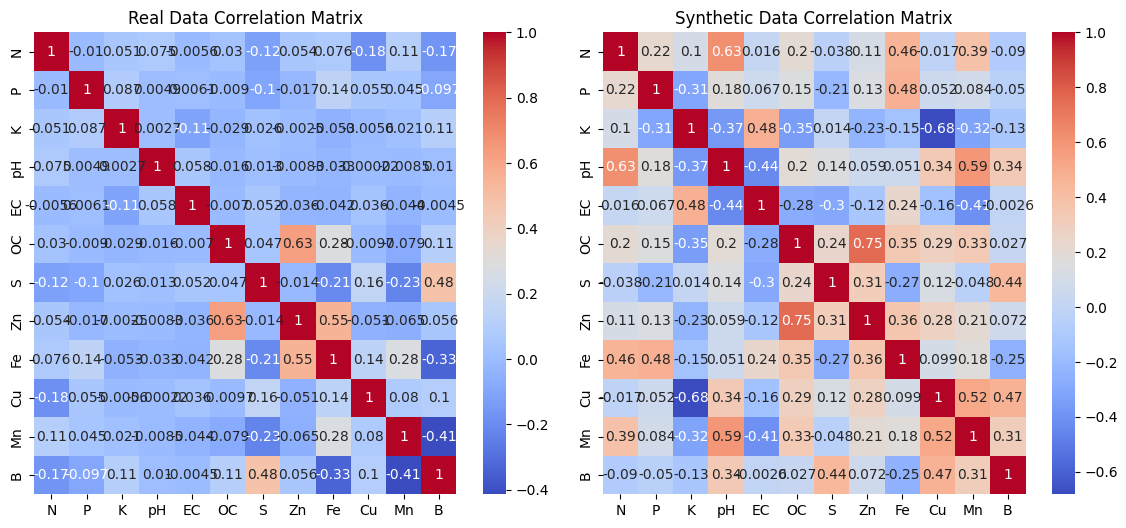 Real Data Correlation Matrix
N 1 -0.01 0.03 -0.12 -0.18 0.11 -0.17
P -0.01 1 0.087 -0.009 -0.1 -0.017 0.14 0.055 0.045 -0.097
K 0.087 1 0.0027 -0.11 -0.029 0.026 0.021 0.11
pH 0.0049 0.0027 1 0.058 -0.016 0.01
EC -0.11 0.058 1 -0.007 0.052 -0.036 -0.042 -0.0045
OC -0.009 -0.029 -0.016 -0.007 1 0.047 0.63 0.28 -0.0097 -0.079 0.11
S -0.12 -0.1 0.026 0.052 0.047 1 -0.014 -0.21 0.16 -0.23 0.48
Zn -0.017 -0.036 0.63 -0.014 1 0.55 -0.051 0.056
Fe 0.14 -0.053 -0.033 -0.042 0.28 -0.21 0.55 1 0.14 0.28 -0.33
Cu -0.18 0.055 -0.0097 0.16 -0.051 0.14 1 0.08 0.1
Mn 0.11 0.045 0.021 -0.079 -0.23 0.28 0.08 1 -0.41
B -0.17 -0.097 0.11 0.01 -0.0045 0.11 0.48 0.056 -0.33 0.1 -0.41 1
N P K pH EC OC S Zn Fe Cu Mn B
1.0
0.8
0.6
0.4
0.2
0.0
−0.2
−0.4
Synthetic Data Correlation Matrix
N 1 0.22 0.1 0.63 0.016 0.2 -0.038 0.11 0.46 -0.017 0.39 -0.09
P 0.22 1 -0.31 0.18 0.067 0.15 -0.21 0.13 0.48 0.052 0.084 -0.05
K 0.1 -0.31 1 -0.37 0.48 -0.35 0.014 -0.23 -0.15 -0.68 -0.32 -0.13
pH 0.63 0.18 -0.37 1 -0.44 0.2 0.14 0.059 0.051 0.34 0.59 0.34
EC 0.016 0.067 0.48 -0.44 1 -0.28 -0.3 -0.12 0.24 -0.16 -0.41 0.0026
OC 0.2 0.15 -0.35 0.2 -0.28 1 0.24 0.75 0.35 0.29 0.33 0.027
S -0.038 -0.21 0.014 0.14 -0.3 0.24 1 0.31 -0.27 0.12 -0.048 0.44
Zn 0.11 0.13 -0.23 0.059 -0.12 0.75 0.31 1 0.36 0.28 0.21 0.072
Fe 0.46 0.48 -0.15 0.051 0.24 0.35 -0.27 0.36 1 0.099 0.18 -0.25
Cu -0.017 0.052 -0.68 0.34 -0.16 0.29 0.12 0.28 0.099 1 0.52 0.47
Mn 0.39 0.084 -0.32 0.59 -0.41 0.33 -0.048 0.21 0.18 0.52 1 0.31
B -0.09 -0.05 -0.13 0.34 0.0026 0.027 0.44 0.072 -0.25 0.47 0.31 1
N P K pH EC OC S Zn Fe Cu Mn B
1.0
0.8
0.6
0.4
0.2
0.0
−0.2
−0.4
−0.6